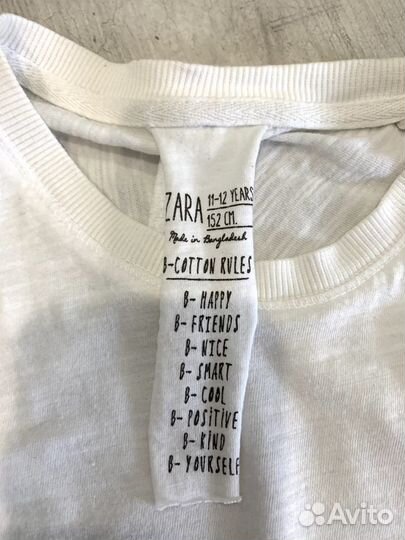 ZARA 11-12 YEARS
152 CM.
Made in Bangladesh
B-COTTON RULES
B- HAPPY
B- FRIENDS
B- NICE
B- SMART
B- COOL
B- POSITIVE
B- KIND
B- YOURSELF
Avito